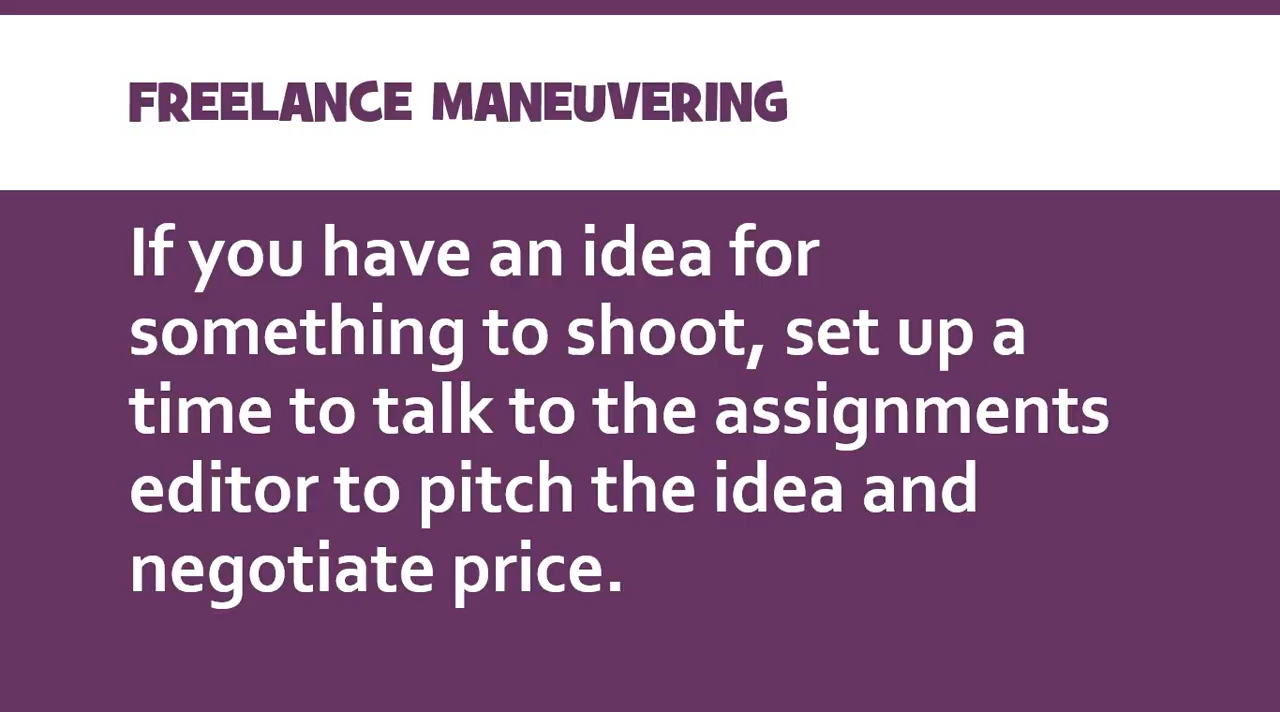 FREELANCE MANEUVERING
If you have an idea for
something to shoot, set up a
time to talk to the assignments
editor to pitch the idea and
negotiate price.